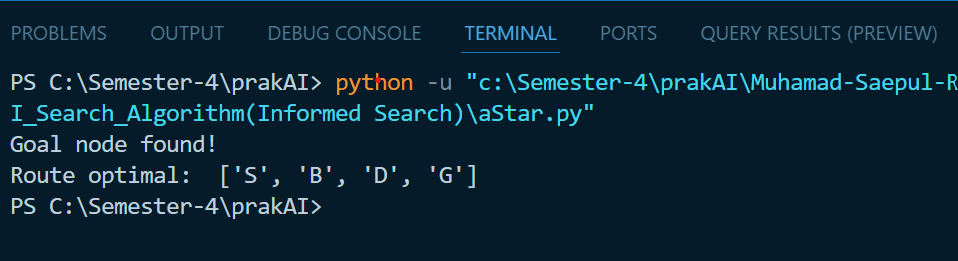 PROBLEMS OUTPUT DEBUG CONSOLE TERMINAL PORTS QUERY RESULTS (PREVIEW)
PS C:\Semester-4\prakAI> python -u "c:\Semester-4\prakAI\Muhamad-Saepul-R
I_Search_Algorithm(Informed Search)\aStar.py"
Goal node found!
Route optimal:  ['S', 'B', 'D', 'G']
PS C:\Semester-4\prakAI>